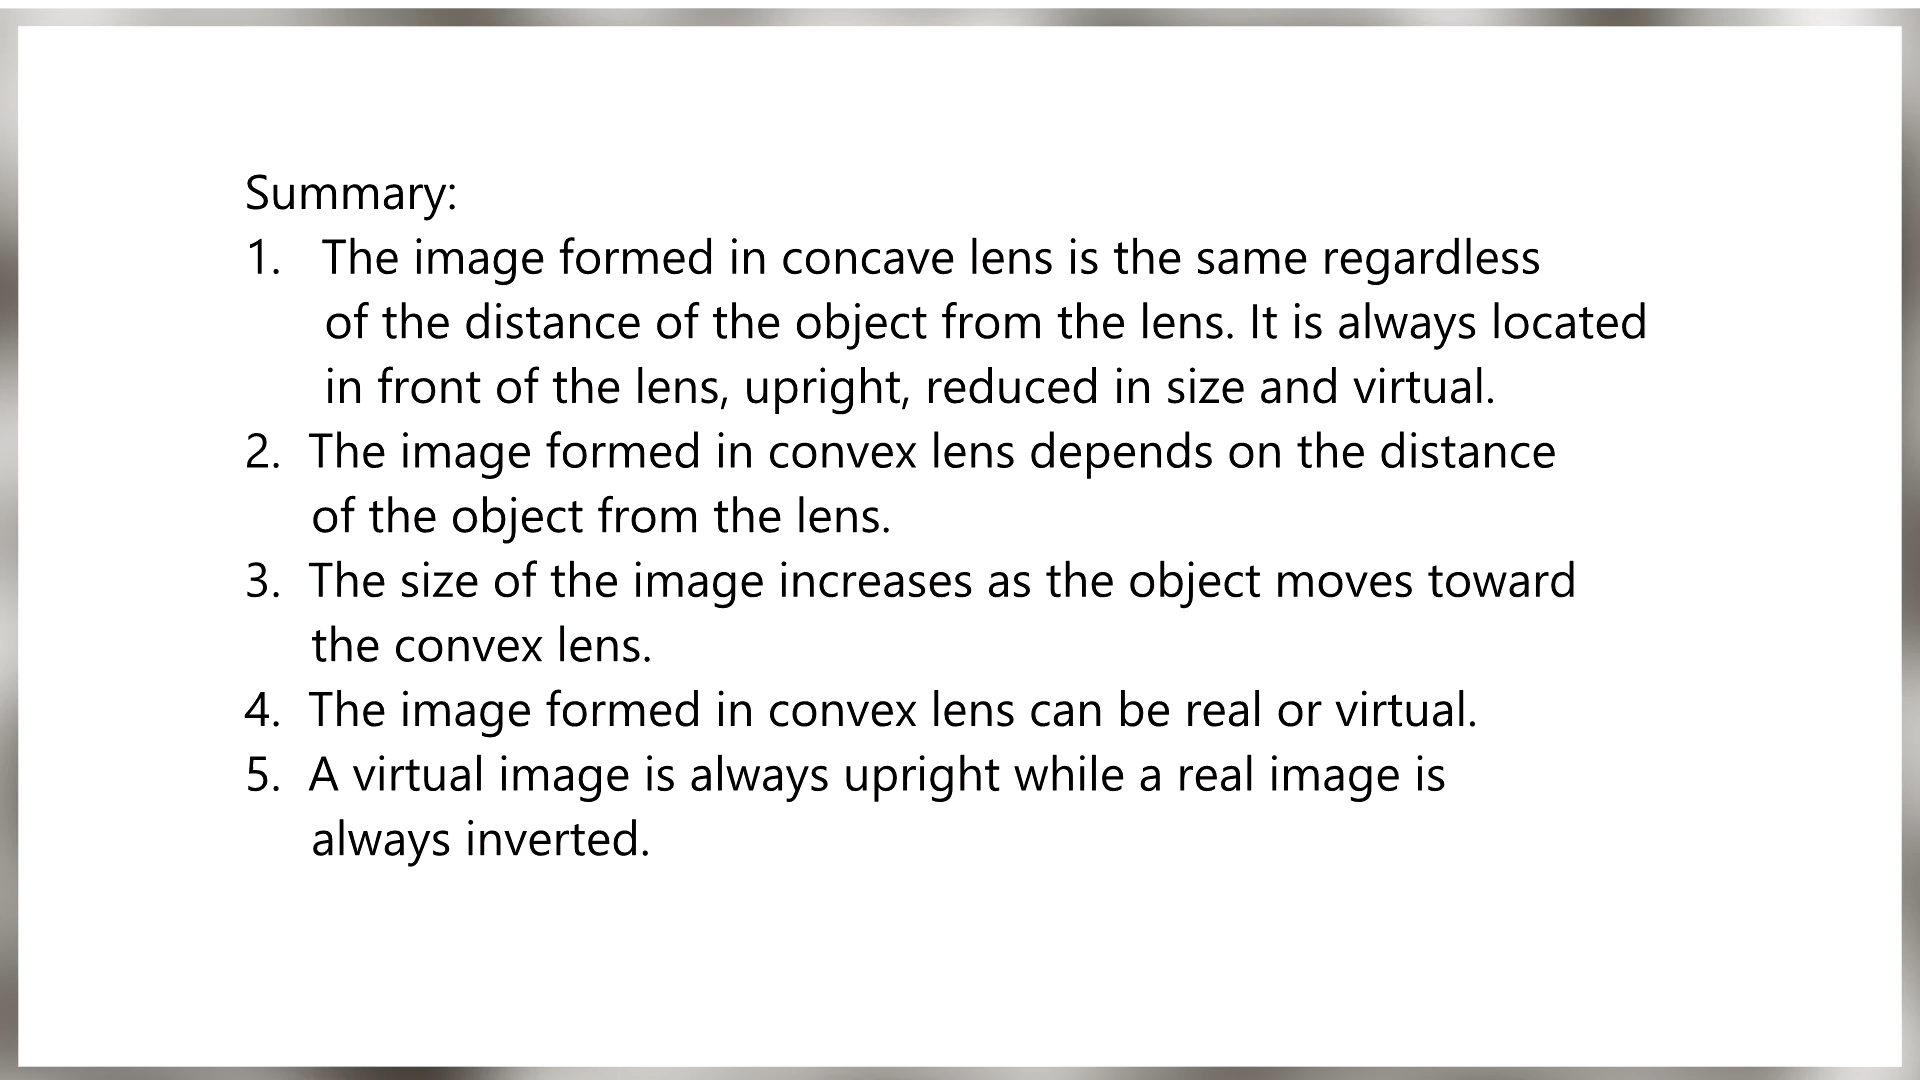 Summary:
1. The image formed in concave lens is the same regardless
of the distance of the object from the lens. It is always located
in front of the lens, upright, reduced in size and virtual.
2. The image formed in convex lens depends on the distance
of the object from the lens.
3. The size of the image increases as the object moves toward
the convex lens.
4. The image formed in convex lens can be real or virtual.
5. A virtual image is always upright while a real image is
always inverted.